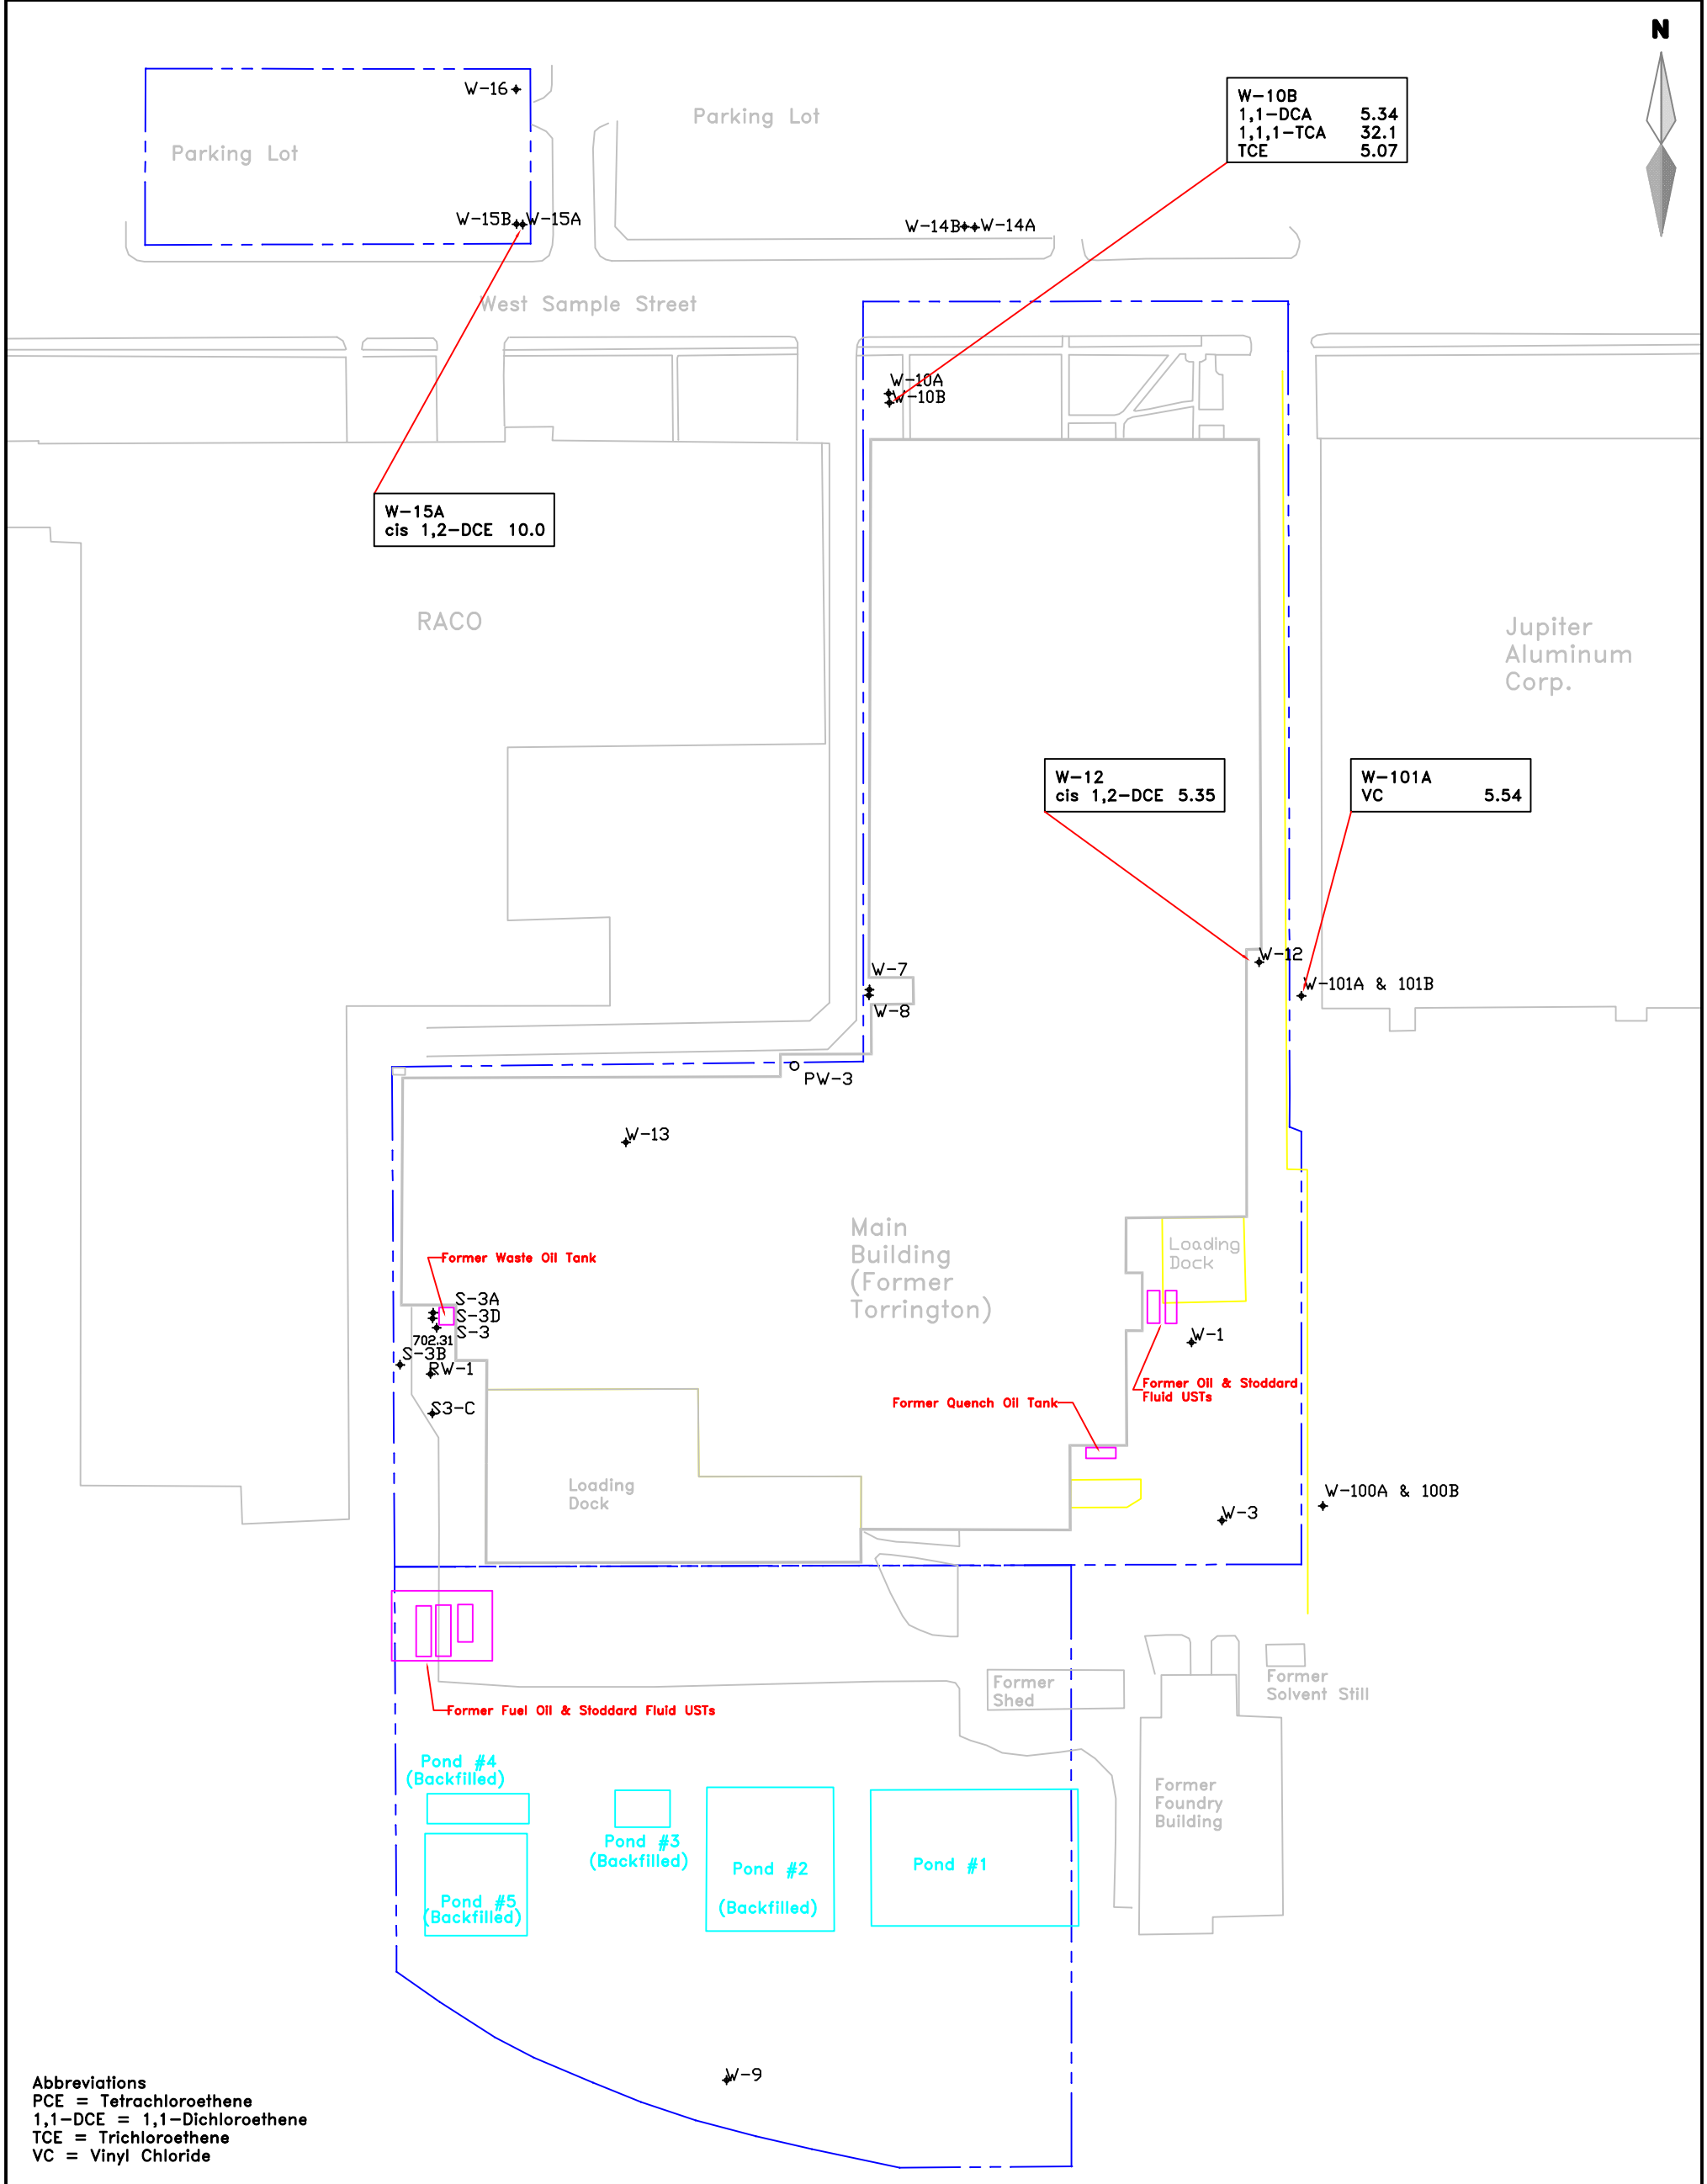 N
W-16
Parking Lot
Parking Lot
W-10B
1,1-DCA 5.34
1,1,1-TCA 32.1
TCE 5.07
W-15B W-15A
W-14B W-14A
West Sample Street
W-10A
W-10B
W-15A
cis 1,2-DCE 10.0
RACO
Jupiter
Aluminum
Corp.
W-12
cis 1,2-DCE 5.35
W-101A
VC 5.54
W-12
W-7
W-101A & 101B
W-8
PW-3
W-13
Main
Building
(Former
Torrington)
Loading
Dock
Former Waste Oil Tank
S-3A
S-3D
S-3
702.31
S-3B
RW-1
S3-C
W-1
Former Oil & Stoddard
Fluid USTs
Former Quench Oil Tank
Loading
Dock
W-3
W-100A & 100B
Former
Shed
Former
Solvent Still
Former Fuel Oil & Stoddard Fluid USTs
Pond #4
(Backfilled)
Former
Foundry
Building
Pond #3
(Backfilled)
Pond #2
(Backfilled)
Pond #1
Pond #5
(Backfilled)
W-9
Abbreviations
PCE = Tetrachloroethene
1,1-DCE = 1,1-Dichloroethene
TCE = Trichloroethene
VC = Vinyl Chloride